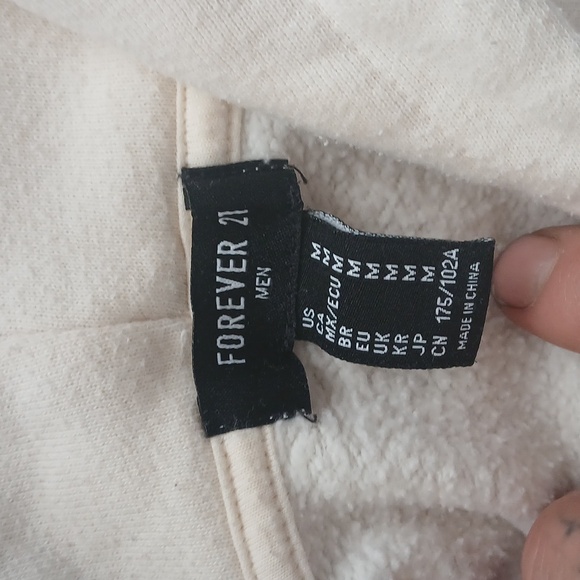 FOREVER 21
MEN
US M
CA M
MX/ECU M
BR M
EU M
UK M
KR M
JP M
CN 175/102A
MADE IN CHINA